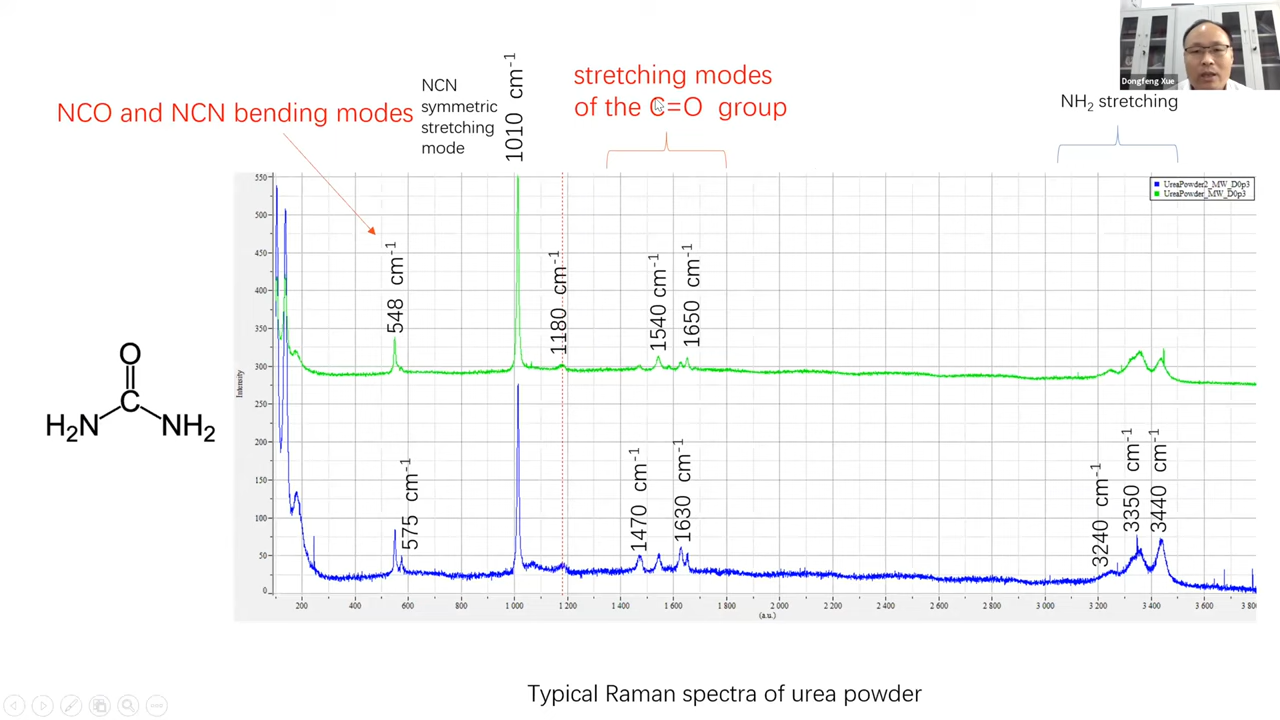 Dongfeng Xue
NCO and NCN bending modes
NCN
symmetric
stretching
mode
1010 cm-1
stretching modes
of the C=O group
NH2 stretching
UreaPowder2_MW_D0p3
UreaPowder_MW_D0p3
548 cm-1
1180 cm-1
1540 cm-1
1650 cm-1
575 cm-1
1470 cm-1
1630 cm-1
3240 cm-1
3350 cm-1
3440 cm-1
Intensity
550
500
450
400
350
300
250
200
150
100
50
0
200 400 600 800 1 000 1 200 1 400 1 600 1 800 2 000 2 200 2 400 2 600 2 800 3 000 3 200 3 400 3 600 3 800
(a.u.)
O
C
H2N NH2
Typical Raman spectra of urea powder